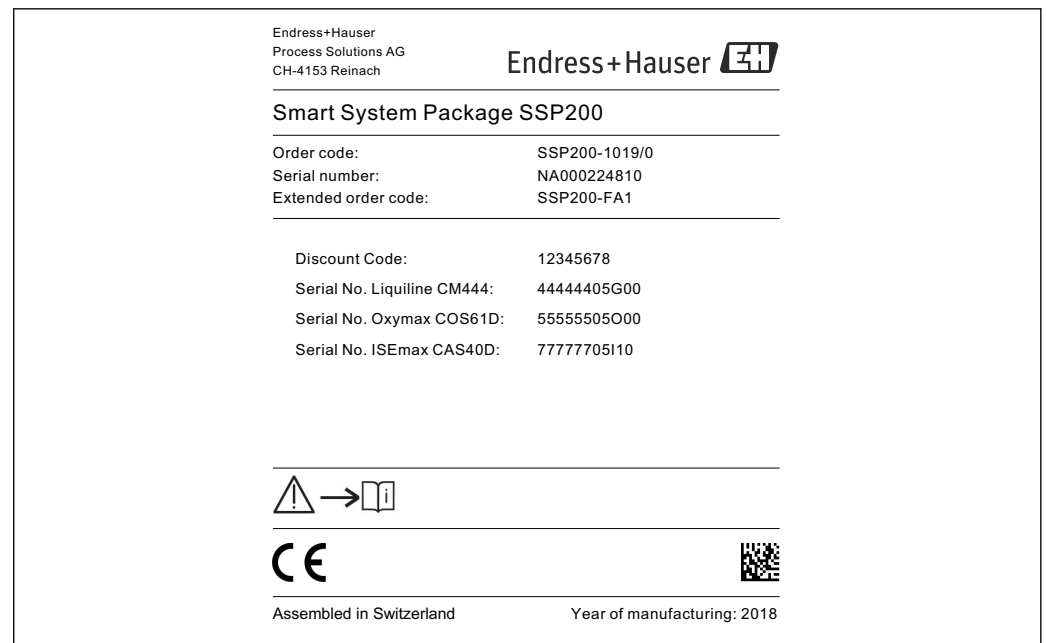 Endress+Hauser
Process Solutions AG
CH-4153 Reinach
Endress+Hauser EH
Smart System Package SSP200
Order code: SSP200-1019/0
Serial number: NA000224810
Extended order code: SSP200-FA1
Discount Code: 12345678
Serial No. Liquiline CM444: 44444405G00
Serial No. Oxymax COS61D: 55555505O00
Serial No. ISEmax CAS40D: 77777705I10
i
CE
Assembled in Switzerland Year of manufacturing: 2018